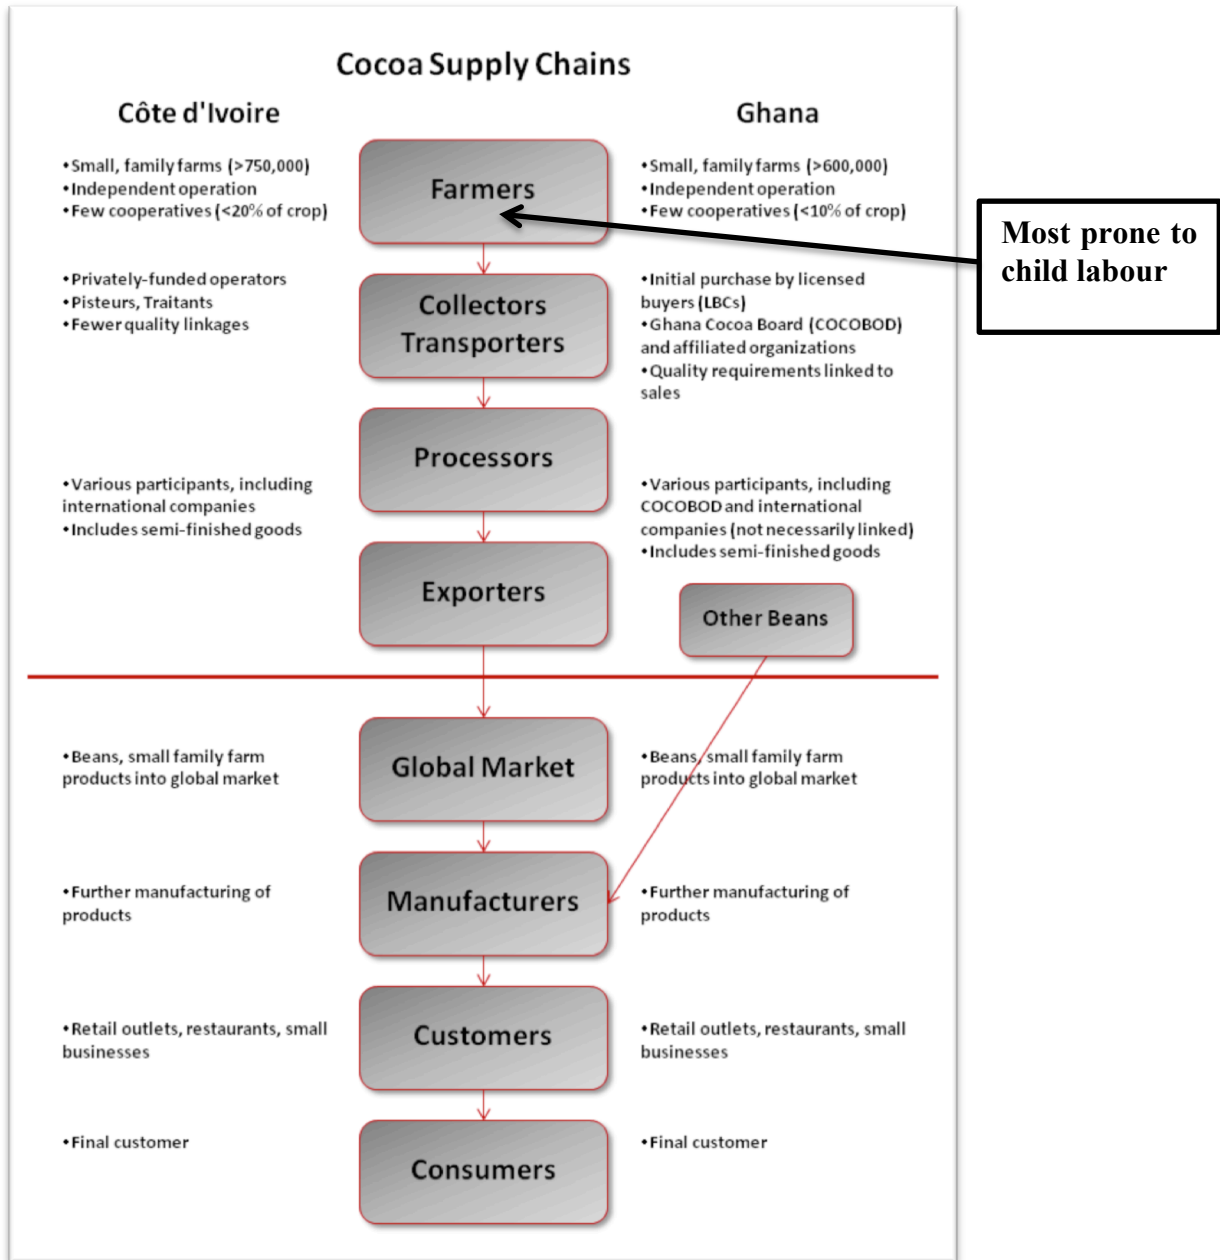 Cocoa Supply Chains
Côte d'Ivoire
Ghana
•Small, family farms (>750,000)
•Independent operation
•Few cooperatives (<20% of crop)
Farmers
•Small, family farms (>600,000)
•Independent operation
•Few cooperatives (<10% of crop)
Most prone to
child labour
•Privately-funded operators
•Pisteurs, Traitants
•Fewer quality linkages
Collectors
Transporters
•Initial purchase by licensed
buyers (LBCs)
•Ghana Cocoa Board (COCOBOD)
and affiliated organizations
•Quality requirements linked to
sales
Processors
•Various participants, including
international companies
•Includes semi-finished goods
•Various participants, including
COCOBOD and international
companies (not necessarily linked)
•Includes semi-finished goods
Exporters
Other Beans
•Beans, small family farm
products into global market
Global Market
•Beans, small family farm
products into global market
•Further manufacturing of
products
Manufacturers
•Further manufacturing of
products
•Retail outlets, restaurants, small
businesses
Customers
•Retail outlets, restaurants, small
businesses
•Final customer
Consumers
•Final customer